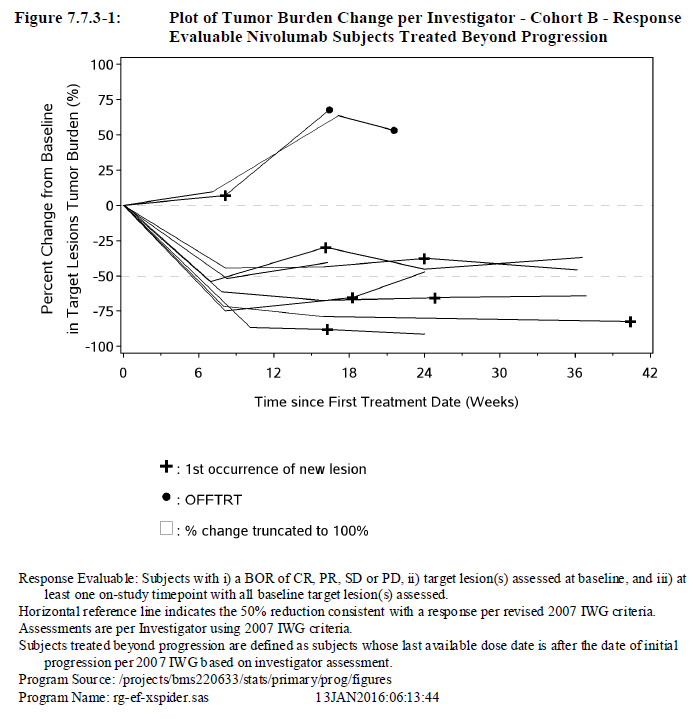 Figure 7.7.3-1: Plot of Tumor Burden Change per Investigator - Cohort B - Response
Evaluable Nivolumab Subjects Treated Beyond Progression
Percent Change from Baseline
in Target Lesions Tumor Burden (%)
100
75
50
25
0
-25
-50
-75
-100
0 6 12 18 24 30 36 42
Time since First Treatment Date (Weeks)
: 1st occurrence of new lesion
: OFFTRT
: % change truncated to 100%
Response Evaluable: Subjects with i) a BOR of CR, PR, SD or PD, ii) target lesion(s) assessed at baseline, and iii) at
least one on-study timepoint with all baseline target lesion(s) assessed.
Horizontal reference line indicates the 50% reduction consistent with a response per revised 2007 IWG criteria.
Assessments are per Investigator using 2007 IWG criteria.
Subjects treated beyond progression are defined as subjects whose last available dose date is after the date of initial
progression per 2007 IWG based on investigator assessment.
Program Source: /projects/bms220633/stats/primary/prog/figures
Program Name: rg-ef-xspider.sas 13JAN2016:06:13:44